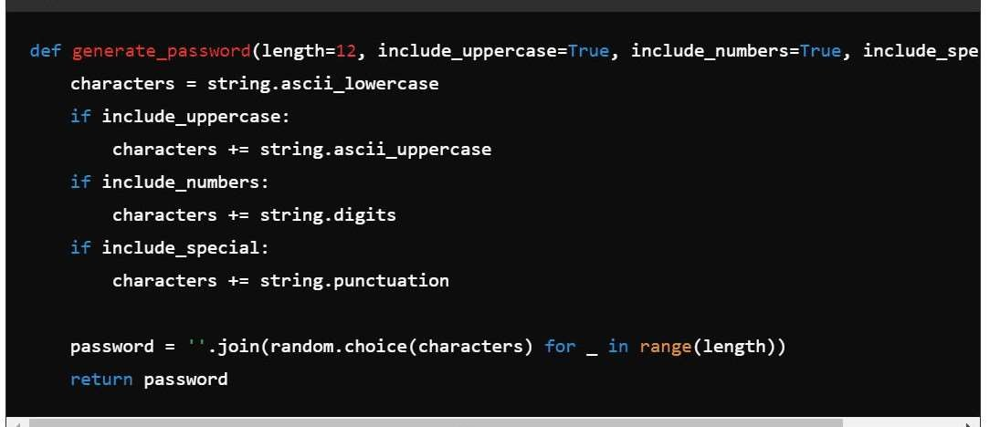 def generate_password(length=12, include_uppercase=True, include_numbers=True, include_spe
    characters = string.ascii_lowercase
    if include_uppercase:
        characters += string.ascii_uppercase
    if include_numbers:
        characters += string.digits
    if include_special:
        characters += string.punctuation

    password = ''.join(random.choice(characters) for _ in range(length))
    return password